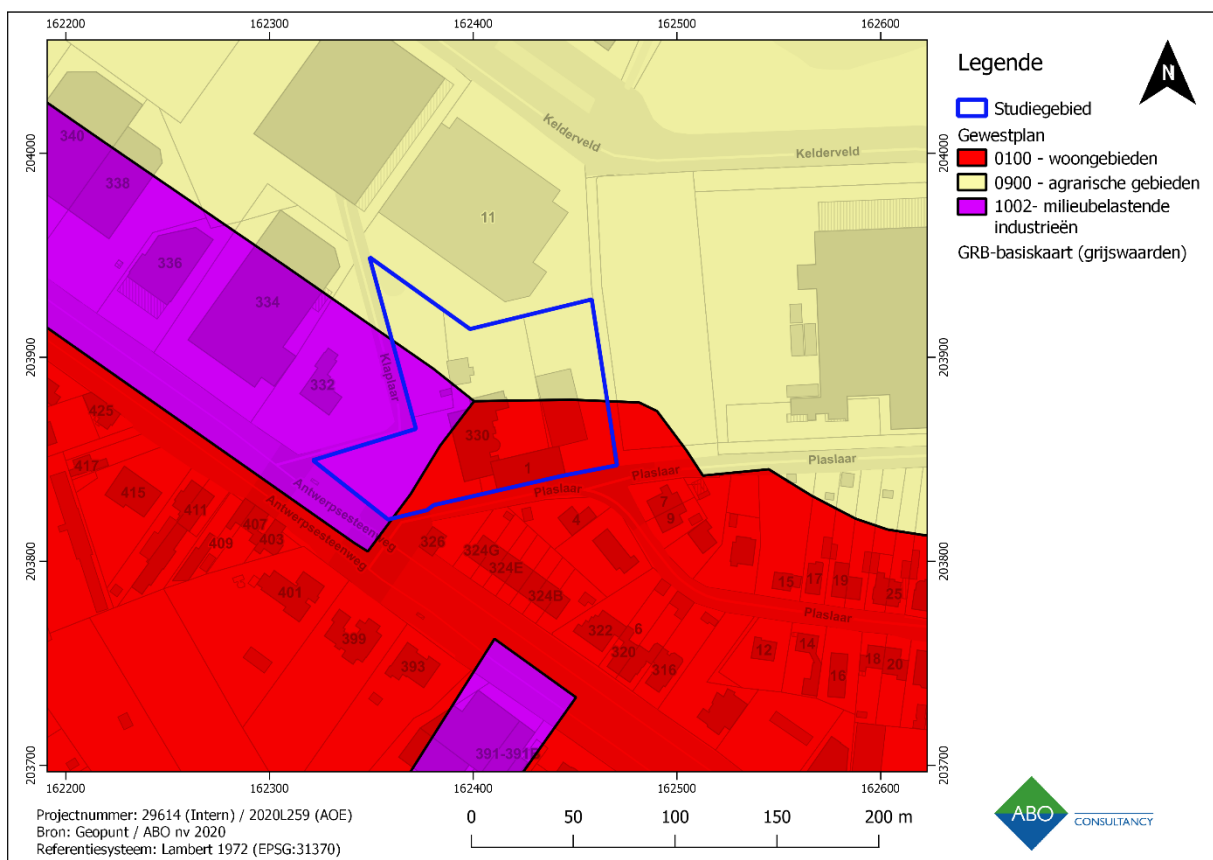 162200 162300 162400 162500 162600
204000
203900
203800
203700
204000
203900
203800
203700
340
338
336
334
332
11
Kelderveld
Kelderveld
Klaplaar
330
1
Plaslaar
Plaslaar
Plaslaar
Antwerpsesteenweg
Antwerpsesteenweg
425
417
415
411
409
407
403
401
399
393
326
324G
324E
324B
4
7
9
322
320
6
316
15
17
19
25
Plaslaar
12
14
16
18
20
391-391B
162200 162300 162400 162500 162600
Legende
N
Studiegebied
Gewestplan
0100 - woongebieden
0900 - agrarische gebieden
1002- milieubelastende
industrieën
GRB-basiskaart (grijswaarden)
Projectnummer: 29614 (Intern) / 2020L259 (AOE)
Bron: Geopunt / ABO nv 2020
Referentiesysteem: Lambert 1972 (EPSG:31370)
0 50 100 150 200 m
ABO
CONSULTANCY